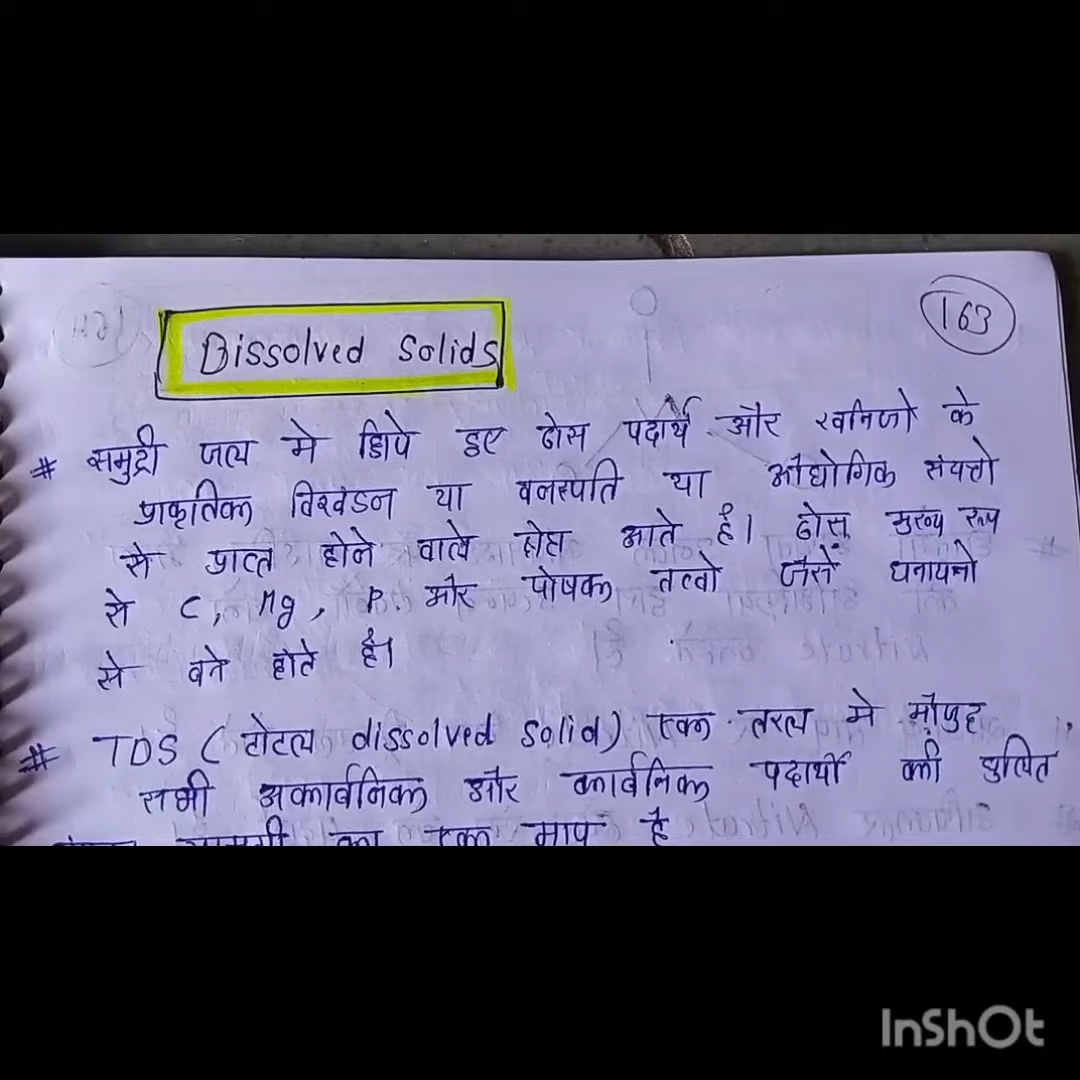 163
Dissolved Solids
# समुद्री जल मे छिपे हुए ठोस पदार्थ और खनिजो के
प्राकृतिक विखंडन या वनस्पति या औद्योगिक संयत्रो
से प्राप्त होने वाले ठोस आते है। ठोस मुख्य रूप
से C, Mg, P. और पोषक तत्वो जैसे धनायनो
से बने होते है।
# TDS (टोटल dissolved solid) एक तरल मे मौजुद
सभी अकार्बनिक और कार्बनिक पदार्थो की घुलित
का एक माप है
InShOt